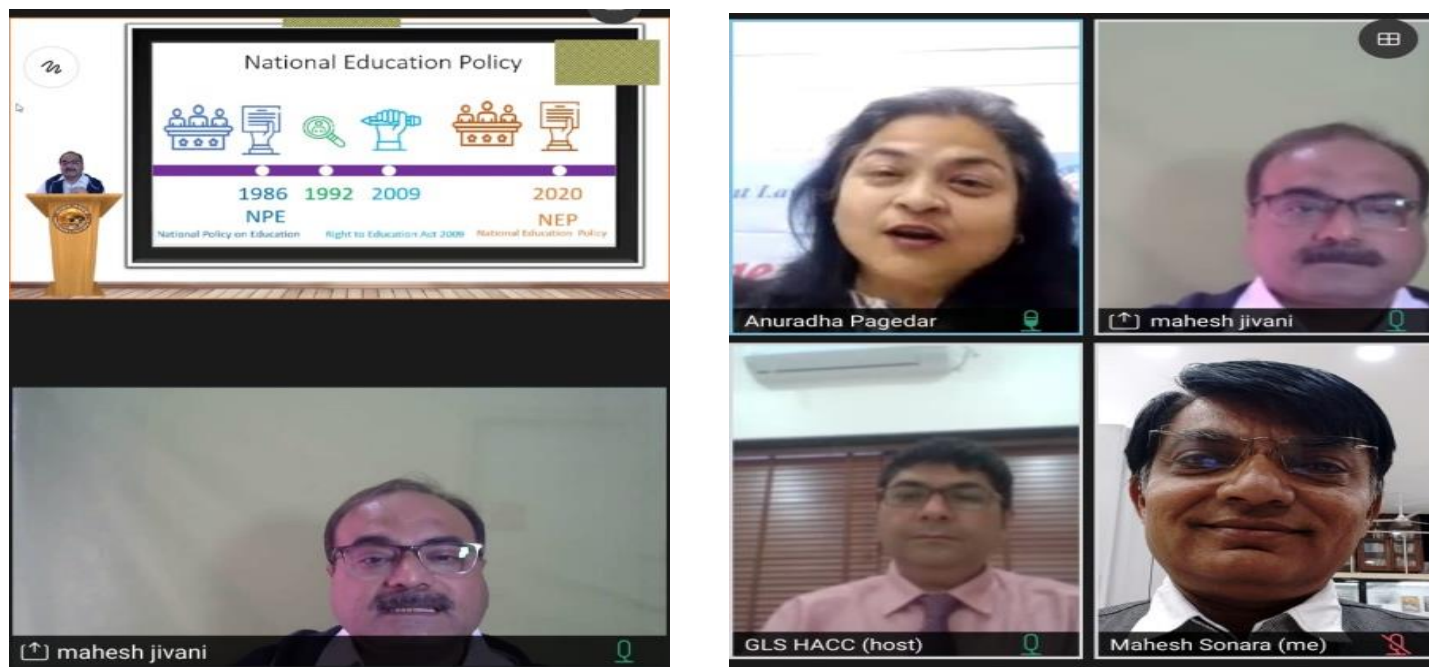 National Education Policy
1986 1992 2009 2020
NPE NEP
National Policy on Education Right to Education Act 2009 National Education Policy
mahesh jivani
Anuradha Pagedar
mahesh jivani
GLS HACC (host)
Mahesh Sonara (me)